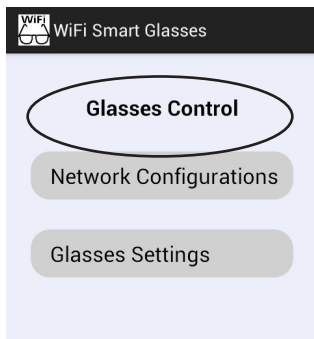 WiFi
WiFi Smart Glasses
Glasses Control
Network Configurations
Glasses Settings